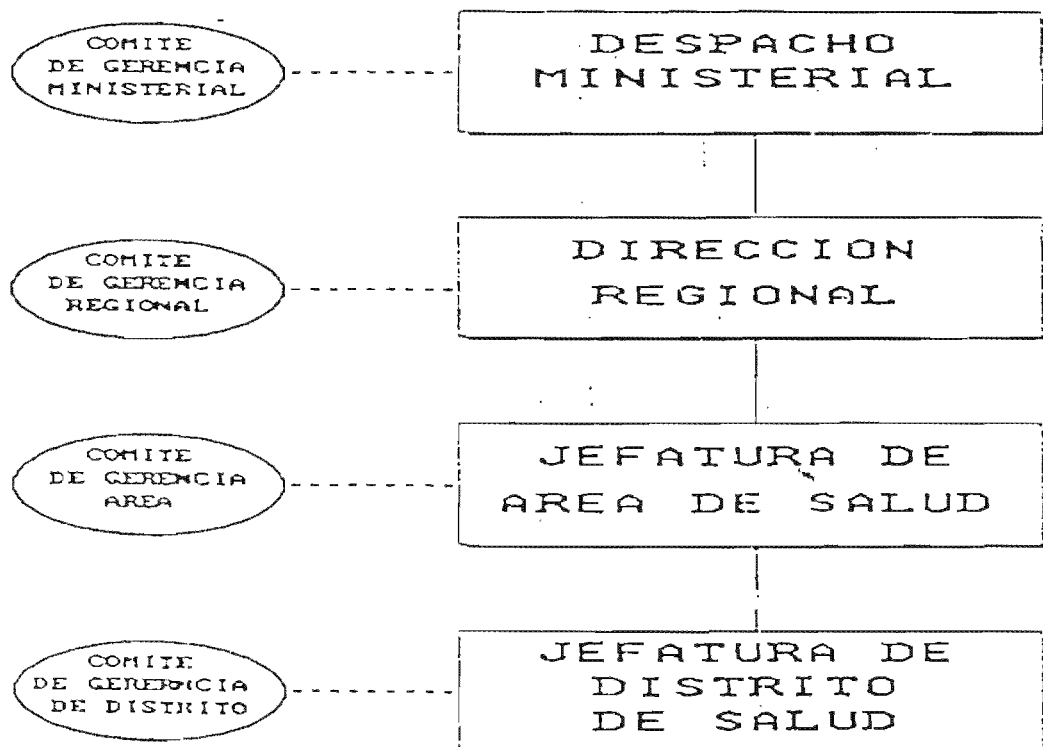 COMITE
DE GERENCIA
MINISTERIAL
DESPACHO
MINISTERIAL
COMITE
DE GERENCIA
REGIONAL
DIRECCION
REGIONAL
COMITE
DE GERENCIA
AREA
JEFATURA DE
AREA DE SALUD
COMITE
DE GERERNCIA
DE DISTRITO
JEFATURA DE
DISTRITO
DE SALUD